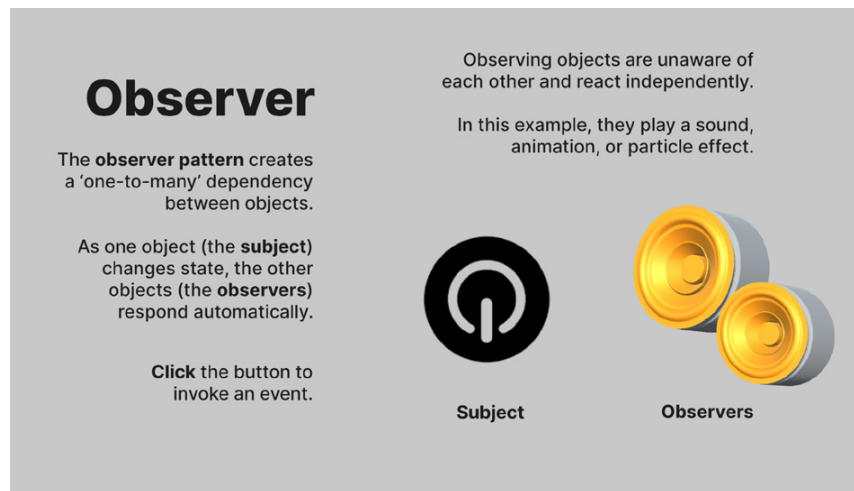 Observer
The observer pattern creates
a ‘one-to-many’ dependency
between objects.
As one object (the subject)
changes state, the other
objects (the observers)
respond automatically.
Click the button to
invoke an event.
Observing objects are unaware of
each other and react independently.
In this example, they play a sound,
animation, or particle effect.
Subject
Observers